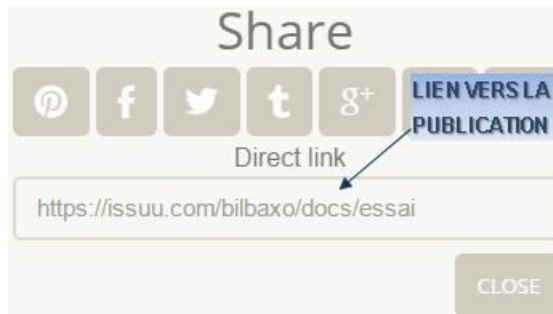 Share
LIEN VERS LA
PUBLICATION
Direct link
https://issuu.com/bilbaxo/docs/essai
CLOSE